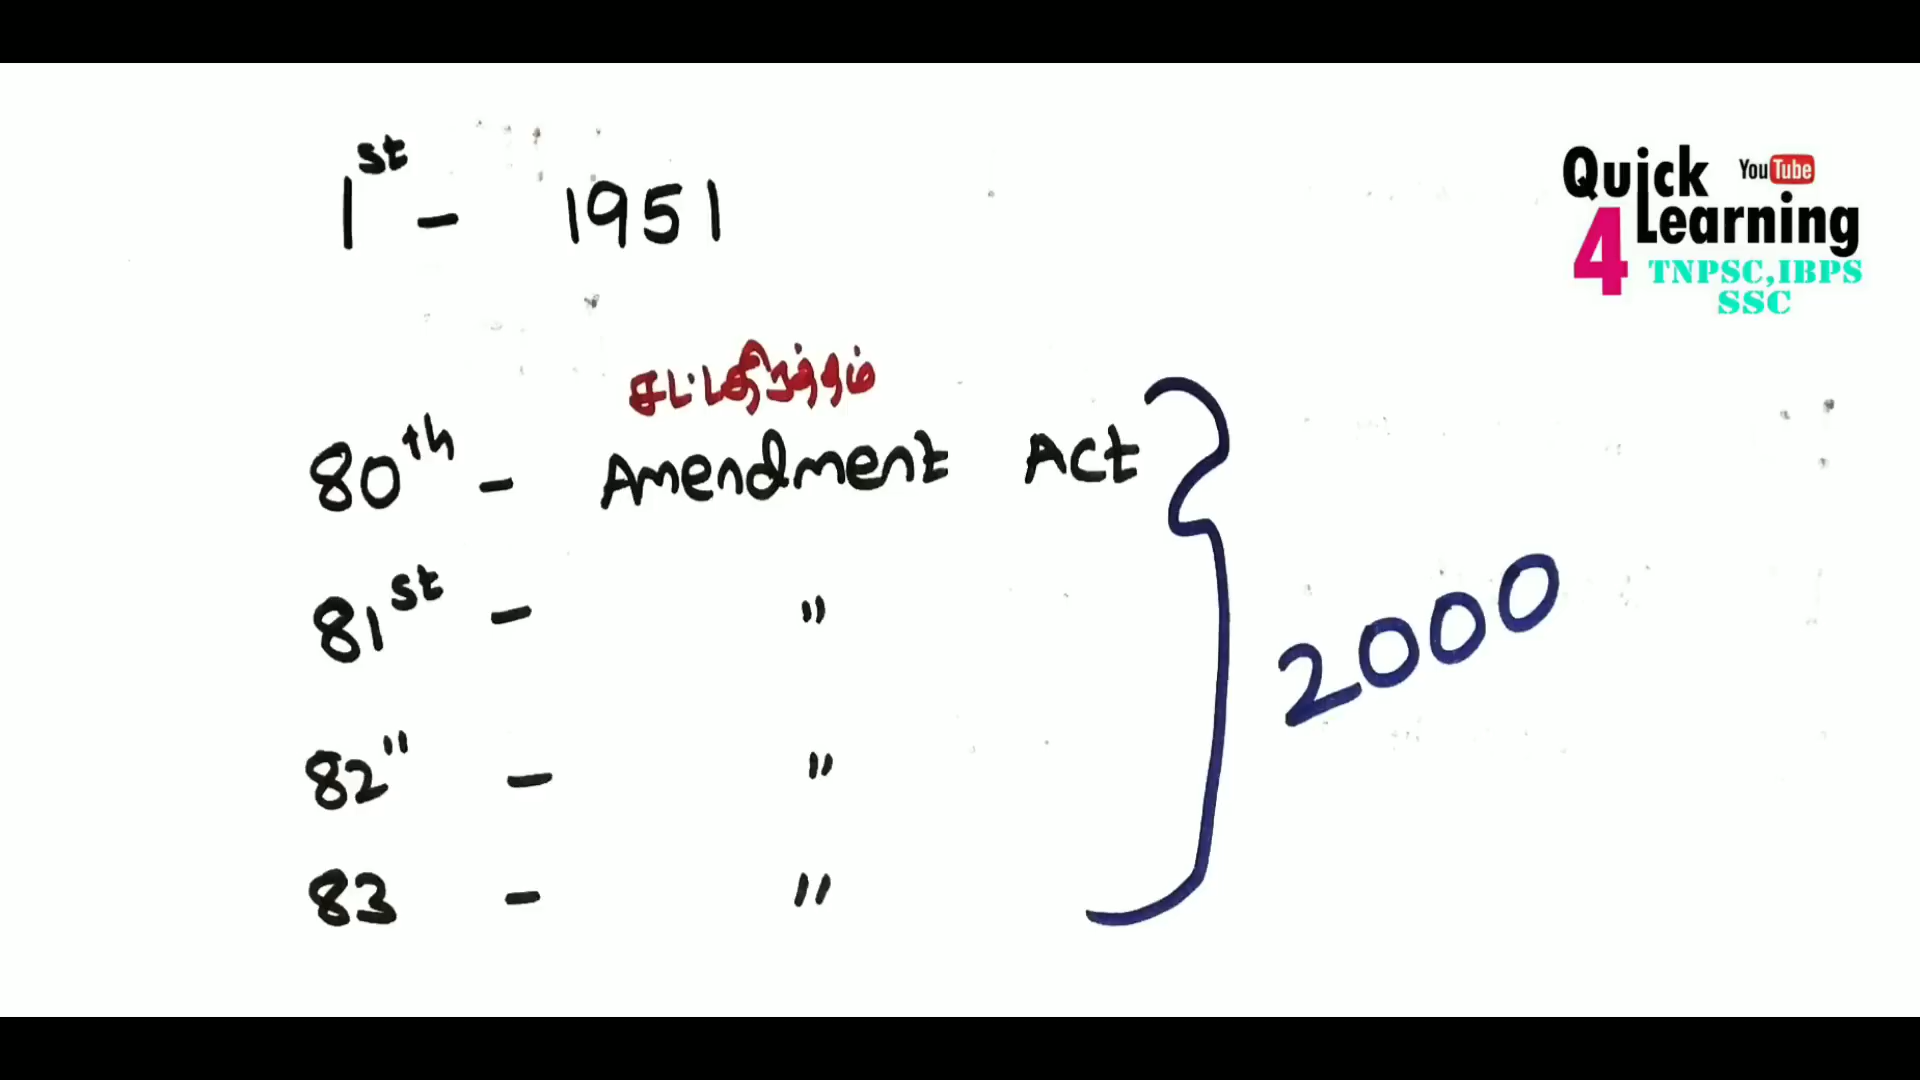 1st - 1951
சட்டதிருத்தம்
80th - Amendment Act
81st - "
82" - "
83 - "
2000
Quick YouTube
4 Learning
TNPSC,IBPS
SSC